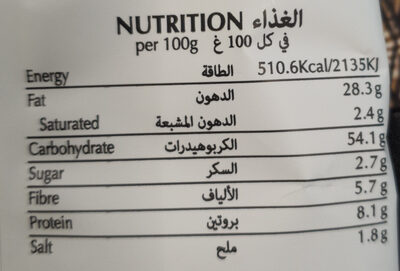 NUTRITION الغذاء
per 100g في كل 100 غ
Energy الطاقة 510.6Kcal/2135KJ
Fat الدهون 28.3g
Saturated الدهون المشبعة 2.4g
Carbohydrate الكربوهيدرات 54.1g
Sugar السكر 2.7g
Fibre الألياف 5.7g
Protein بروتين 8.1g
Salt ملح 1.8g